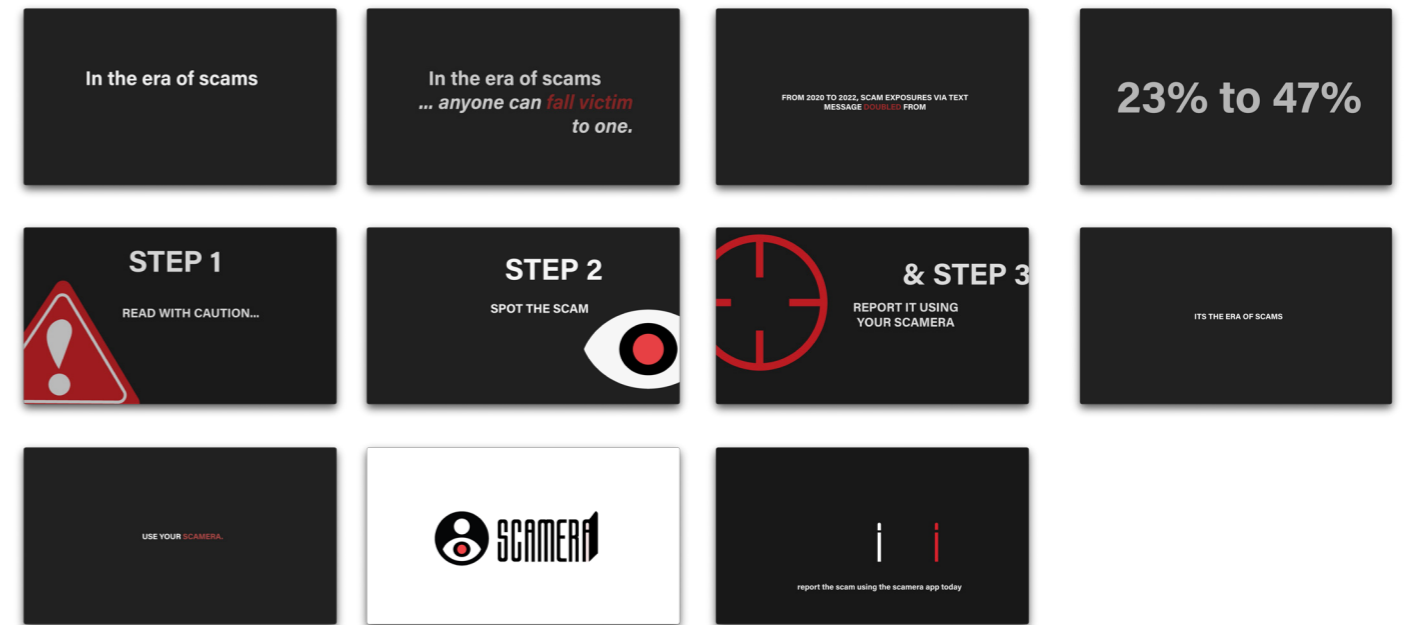 In the era of scams
In the era of scams
... anyone can fall victim
to one.
FROM 2020 TO 2022, SCAM EXPOSURES VIA TEXT
MESSAGE DOUBLED FROM
23% to 47%
STEP 1
READ WITH CAUTION...
STEP 2
SPOT THE SCAM
& STEP 3
REPORT IT USING
YOUR SCAMERA
ITS THE ERA OF SCAMS
USE YOUR SCAMERA.
SCAMERA
i i
report the scam using the scamera app today